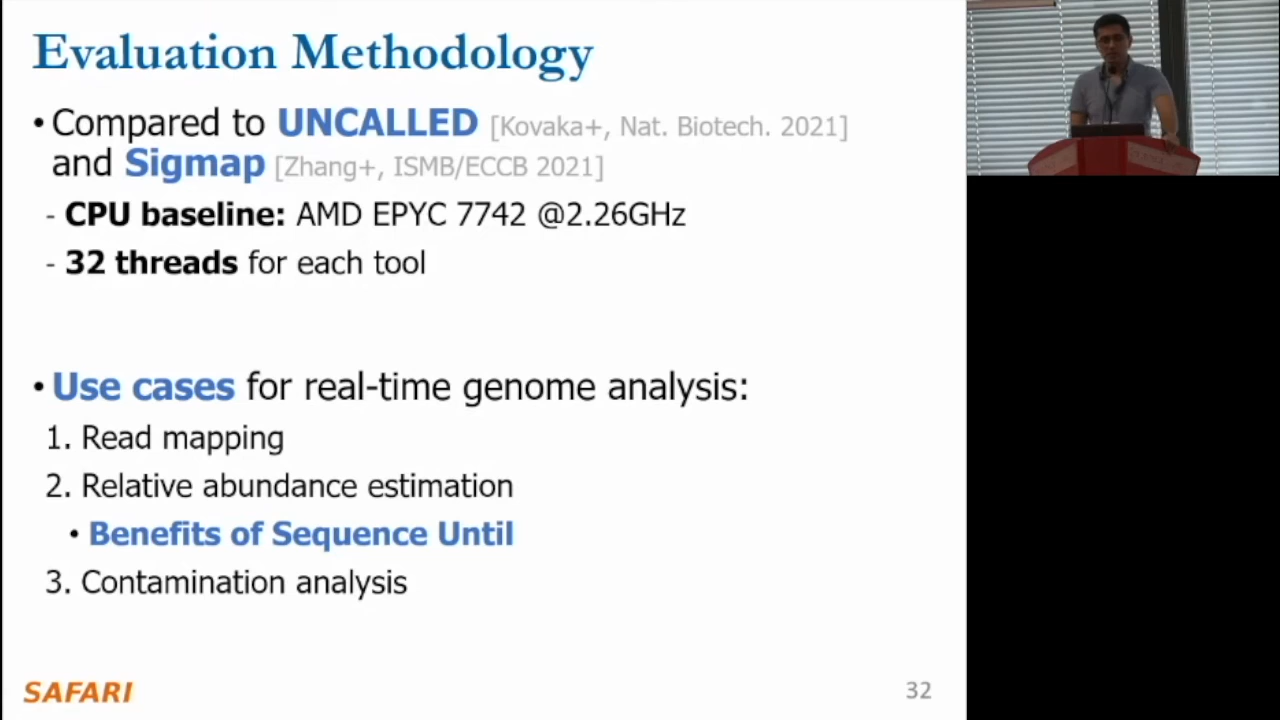 Evaluation Methodology
• Compared to UNCALLED [Kovaka+, Nat. Biotech. 2021]
and Sigmap [Zhang+, ISMB/ECCB 2021]
- CPU baseline: AMD EPYC 7742 @2.26GHz
- 32 threads for each tool
• Use cases for real-time genome analysis:
1. Read mapping
2. Relative abundance estimation
• Benefits of Sequence Until
3. Contamination analysis
SAFARI
32